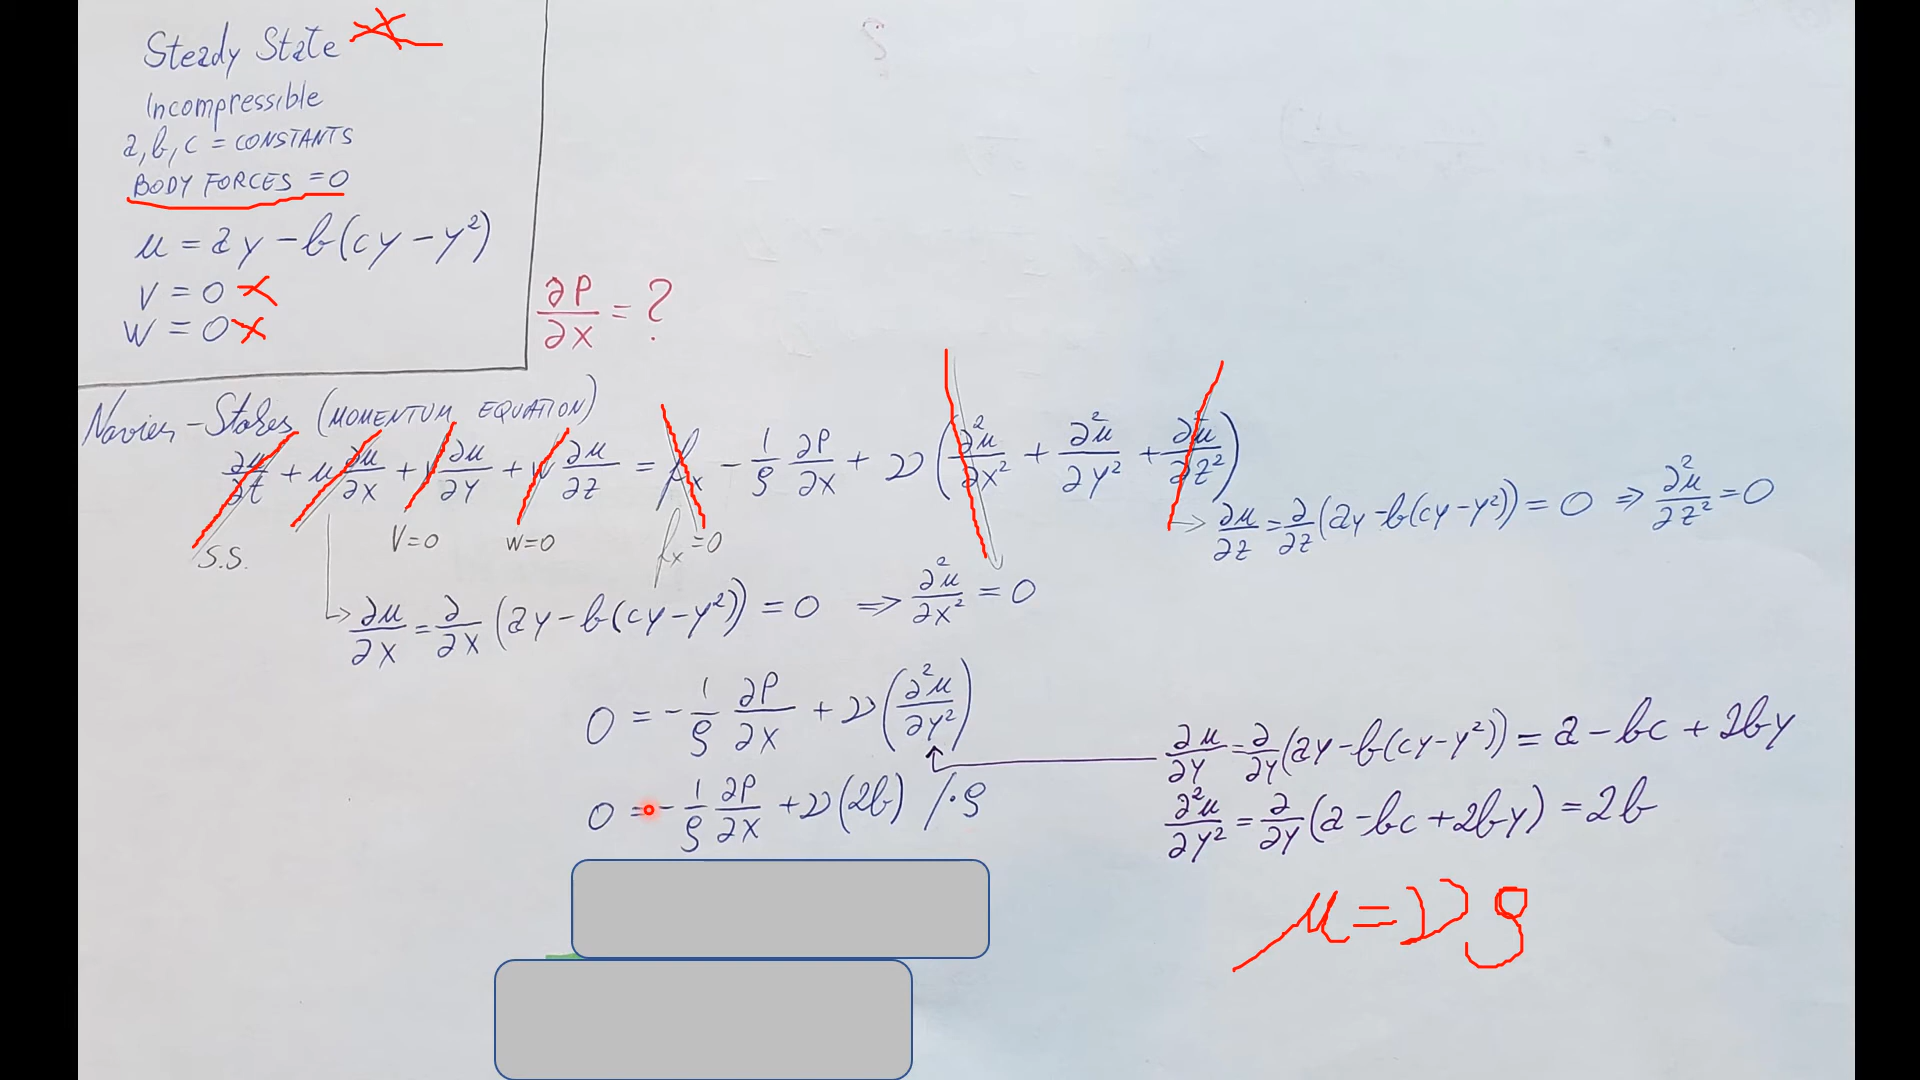 Steady State
Incompressible
a, b, c = CONSTANTS
BODY FORCES = 0
u = ay - b(cy - y²)
V = 0
W = 0
∂P/∂x = ?
Navier-Stokes (MOMENTUM EQUATION)
∂u/∂t + u ∂u/∂x + v ∂u/∂y + w ∂u/∂z = fx - 1/ρ ∂P/∂x + ν (∂²u/∂x² + ∂²u/∂y² + ∂²u/∂z²)
S.S.
V=0
W=0
fx=0
→ ∂u/∂z = ∂/∂z (ay - b(cy - y²)) = 0 ⇒ ∂²u/∂z² = 0
→ ∂u/∂x = ∂/∂x (ay - b(cy - y²)) = 0 ⇒ ∂²u/∂x² = 0
0 = - 1/ρ ∂P/∂x + ν (∂²u/∂y²)
∂u/∂y = ∂/∂y (ay - b(cy - y²)) = a - bc + 2by
0 = - 1/ρ ∂P/∂x + ν (2b) /·ρ
∂²u/∂y² = ∂/∂y (a - bc + 2by) = 2b
μ = νρ